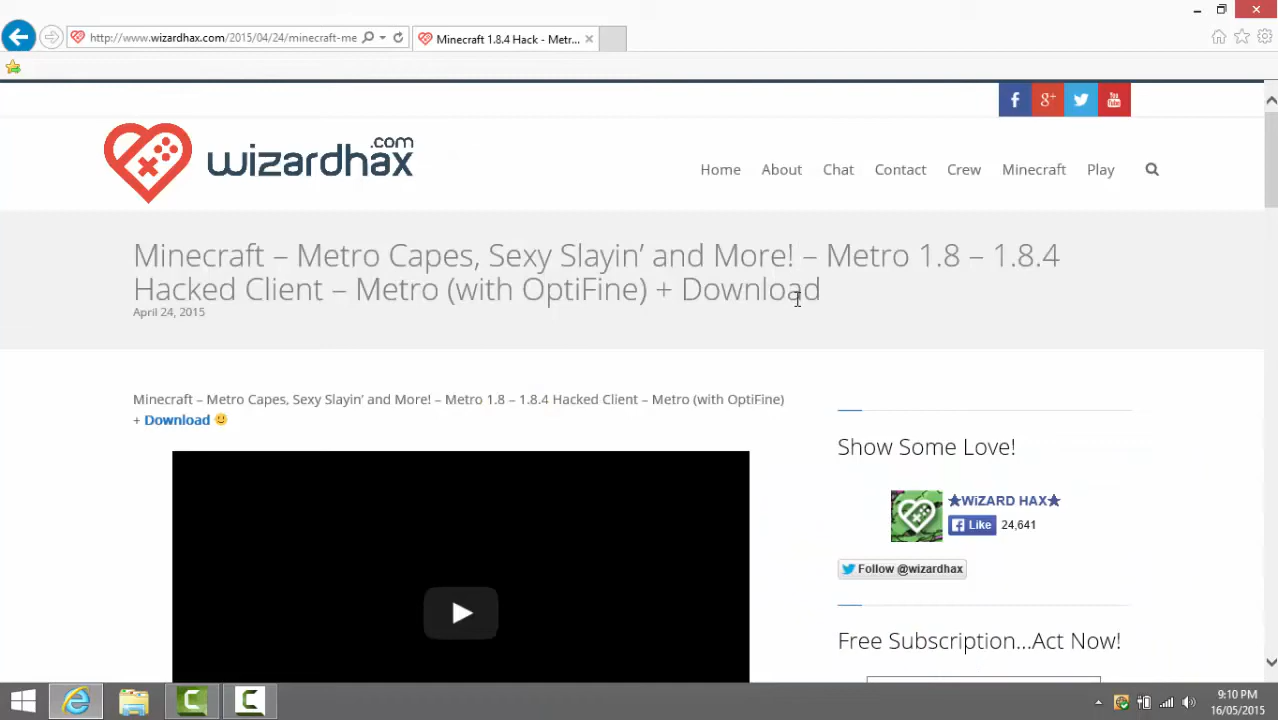 http://www.wizardhax.com/2015/04/24/minecraft-me
Minecraft 1.8.4 Hack - Metr...
wizardhax.com
Home About Chat Contact Crew Minecraft Play
Minecraft – Metro Capes, Sexy Slayin’ and More! – Metro 1.8 – 1.8.4
Hacked Client – Metro (with OptiFine) + Download
April 24, 2015
Minecraft – Metro Capes, Sexy Slayin’ and More! – Metro 1.8 – 1.8.4 Hacked Client – Metro (with OptiFine)
+ Download
Show Some Love!
★WiZARD HAX★
Like 24,641
Follow @wizardhax
Free Subscription...Act Now!
9:10 PM
16/05/2015